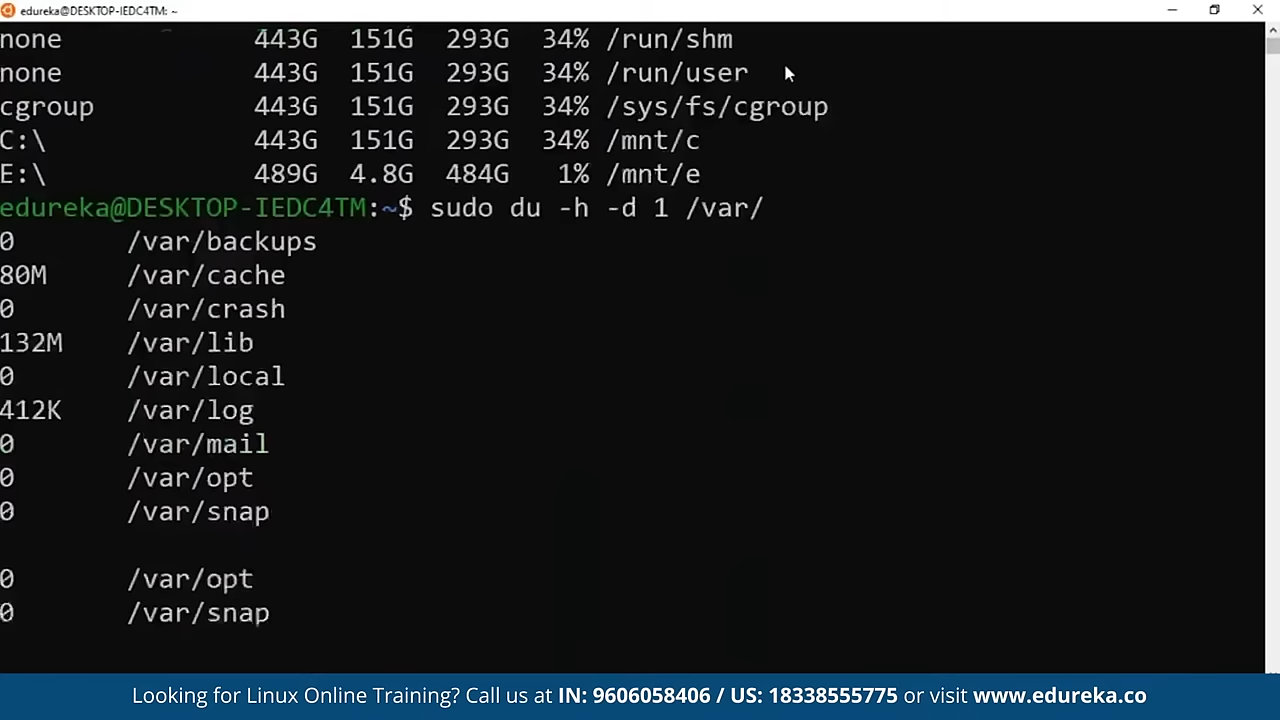 edureka@DESKTOP-IEDC4TM: ~
none 443G 151G 293G 34% /run/shm
none 443G 151G 293G 34% /run/user
cgroup 443G 151G 293G 34% /sys/fs/cgroup
C:\ 443G 151G 293G 34% /mnt/c
E:\ 489G 4.8G 484G 1% /mnt/e
edureka@DESKTOP-IEDC4TM:~$ sudo du -h -d 1 /var/
0 /var/backups
80M /var/cache
0 /var/crash
132M /var/lib
0 /var/local
412K /var/log
0 /var/mail
0 /var/opt
0 /var/snap
0 /var/opt
0 /var/snap
Looking for Linux Online Training? Call us at IN: 9606058406 / US: 18338555775 or visit www.edureka.co